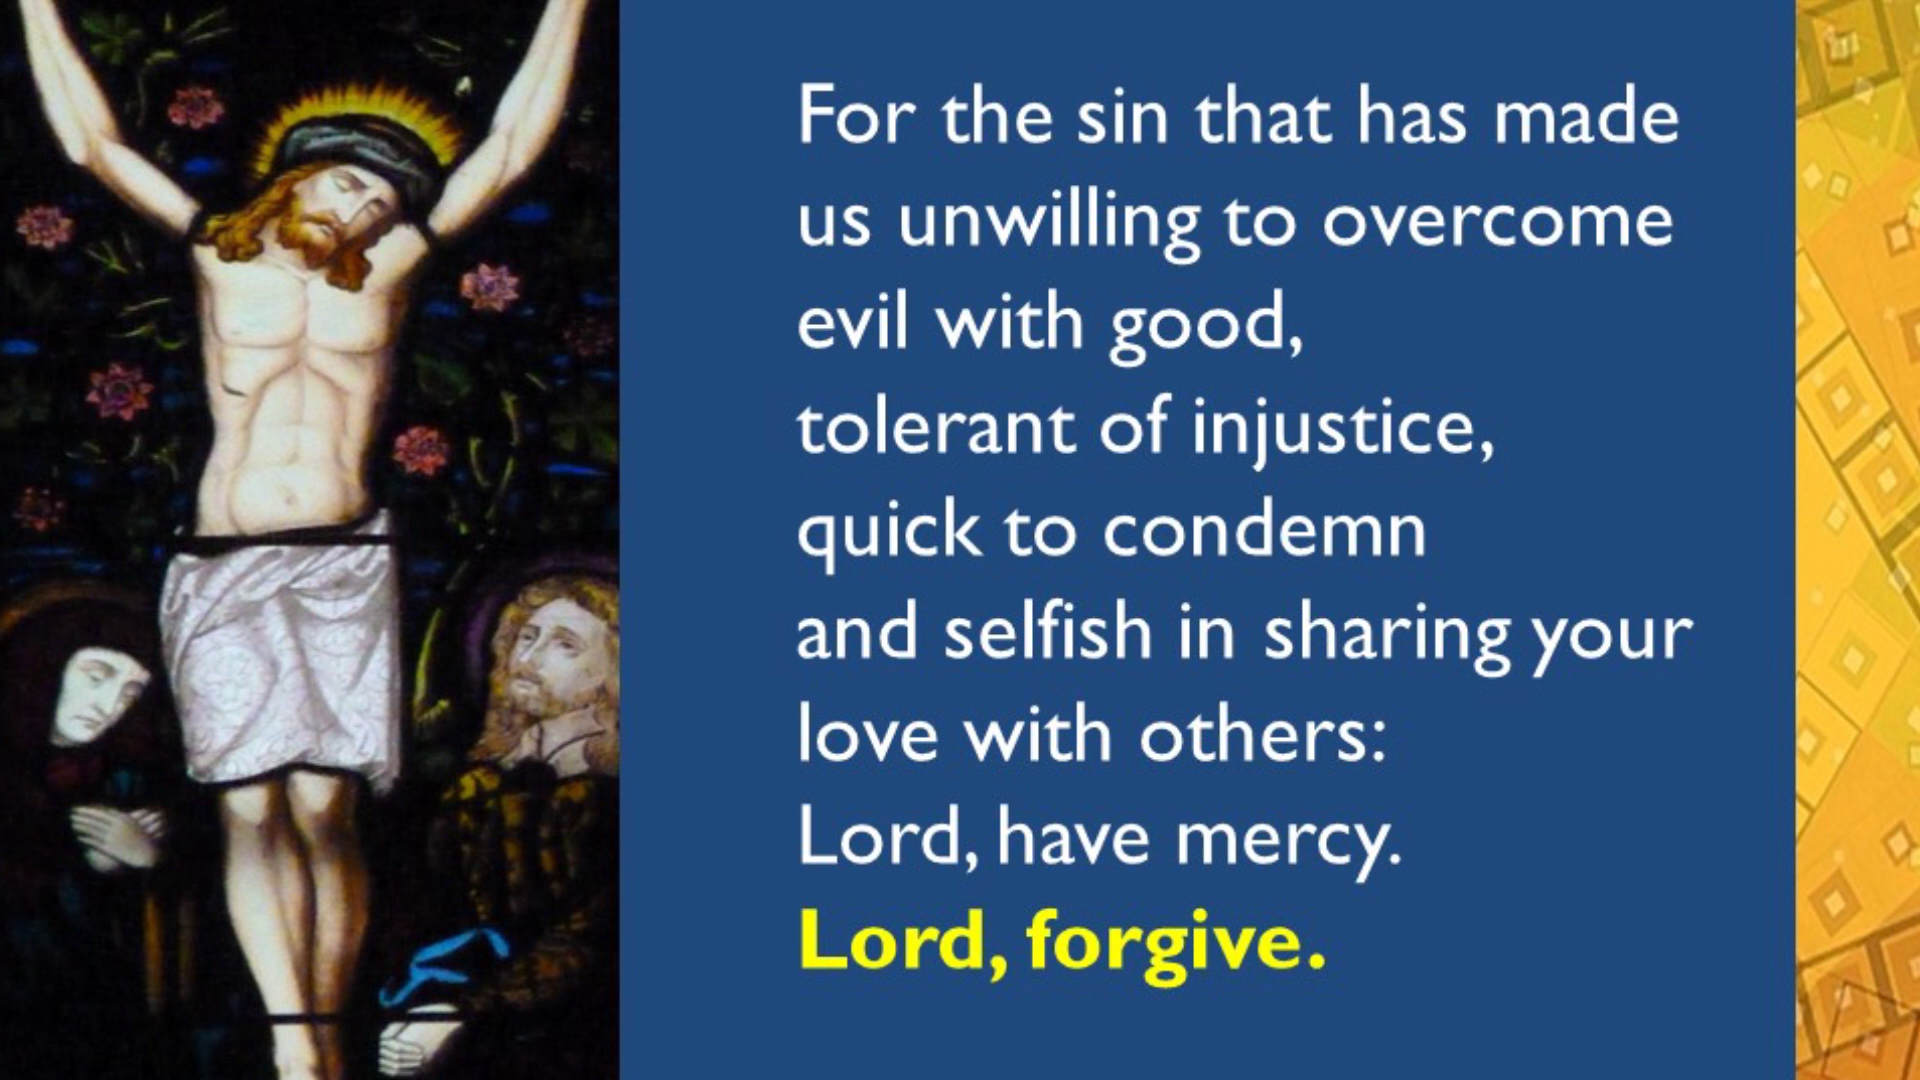 For the sin that has made
us unwilling to overcome
evil with good,
tolerant of injustice,
quick to condemn
and selfish in sharing your
love with others:
Lord, have mercy.
Lord, forgive.